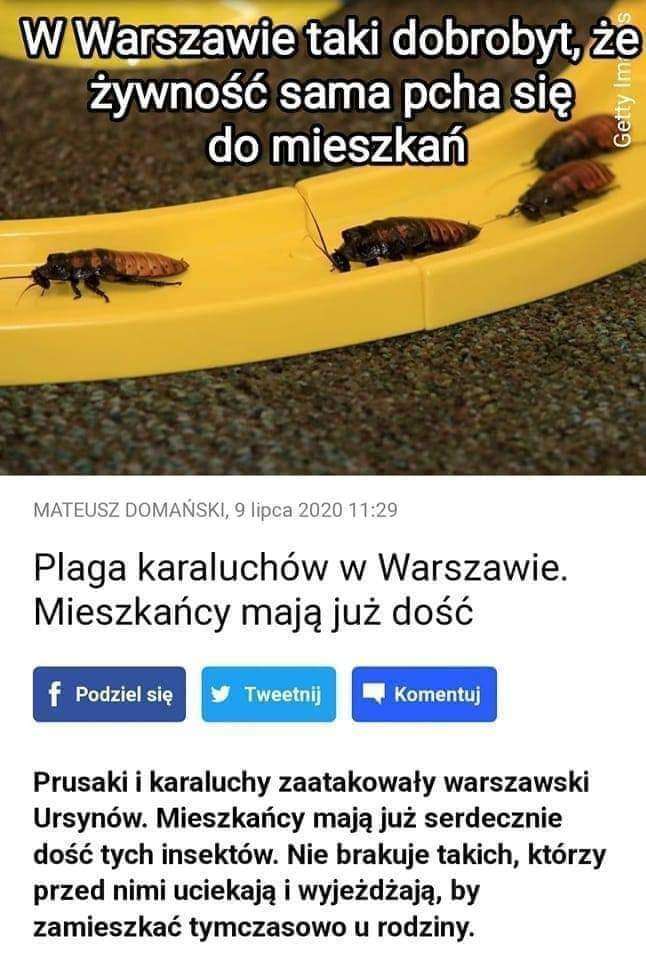 W Warszawie taki dobrobyt, że
żywność sama pcha się
do mieszkań
Getty Images
MATEUSZ DOMAŃSKI, 9 lipca 2020 11:29
Plaga karaluchów w Warszawie.
Mieszkańcy mają już dość
f Podziel się
Tweetnij
Komentuj
Prusaki i karaluchy zaatakowały warszawski
Ursynów. Mieszkańcy mają już serdecznie
dość tych insektów. Nie brakuje takich, którzy
przed nimi uciekają i wyjeżdżają, by
zamieszkać tymczasowo u rodziny.